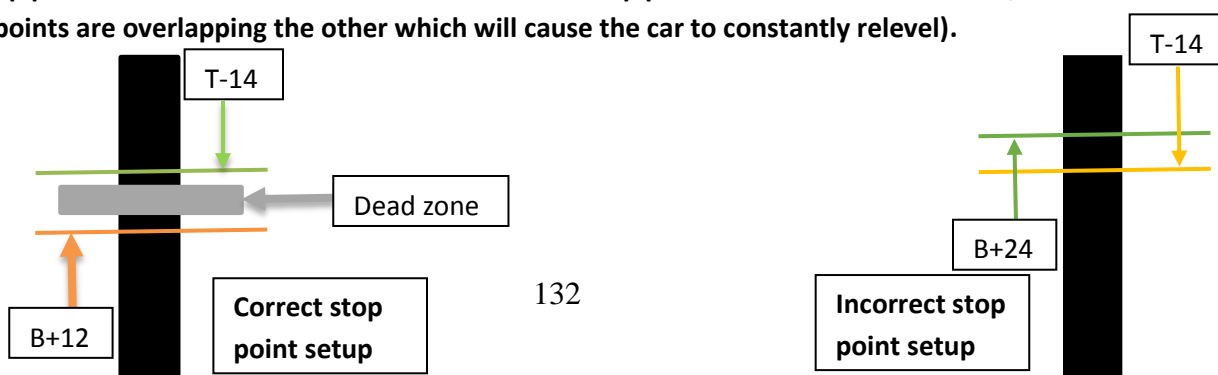 points are overlapping the other which will cause the car to constantly relevel).
T-14
T-14
Dead zone
B+24
132
Correct stop
point setup
Incorrect stop
point setup
B+12